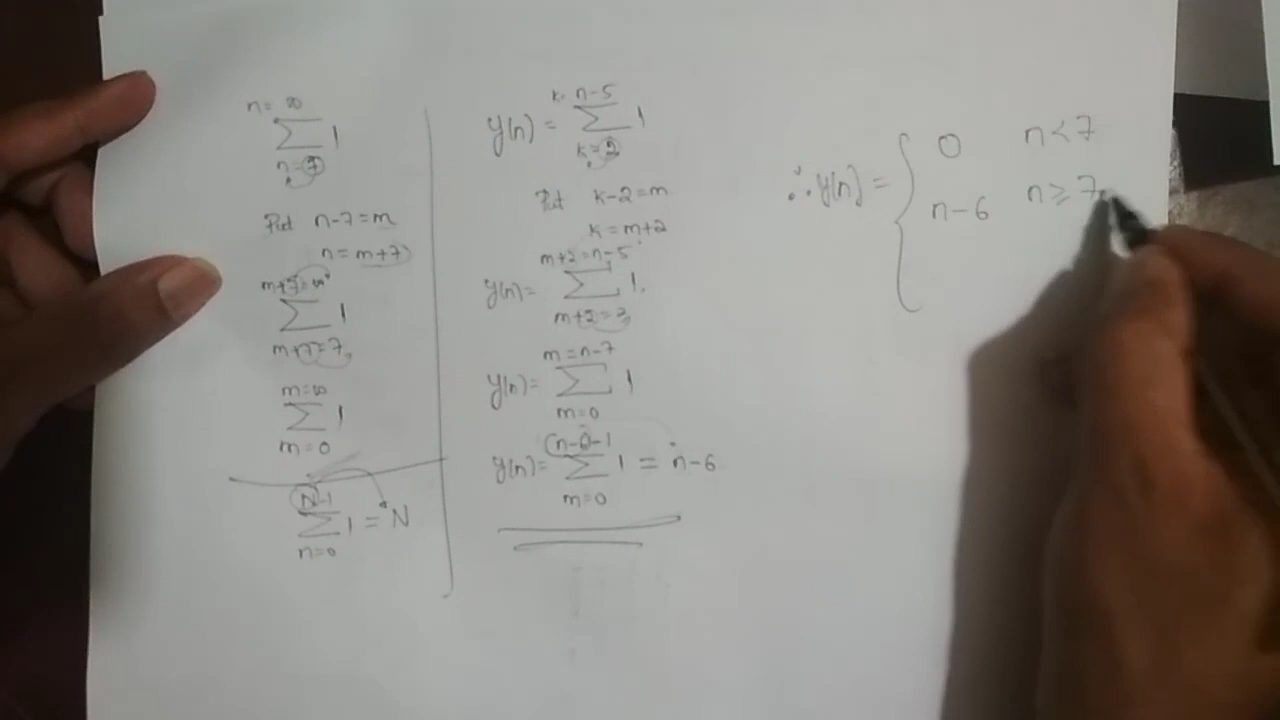 n = ∞
∑ 1
n = 7
Put n-7 = m
n = m+7
m+7 = ∞
∑ 1
m+7 = 7
m = ∞
∑ 1
m = 0
N-1
∑ 1 = N
n=0
k = n-5
y(n) = ∑ 1
k = 2
Put k-2 = m
k = m+2
m+2 = n-5
y(n) = ∑ 1
m+2 = 2
m = n-7
y(n) = ∑ 1
m=0
(n-6)-1
y(n) = ∑ 1 = n-6
m=0
∴ y(n) = {
0 n < 7
n-6 n ≥ 7